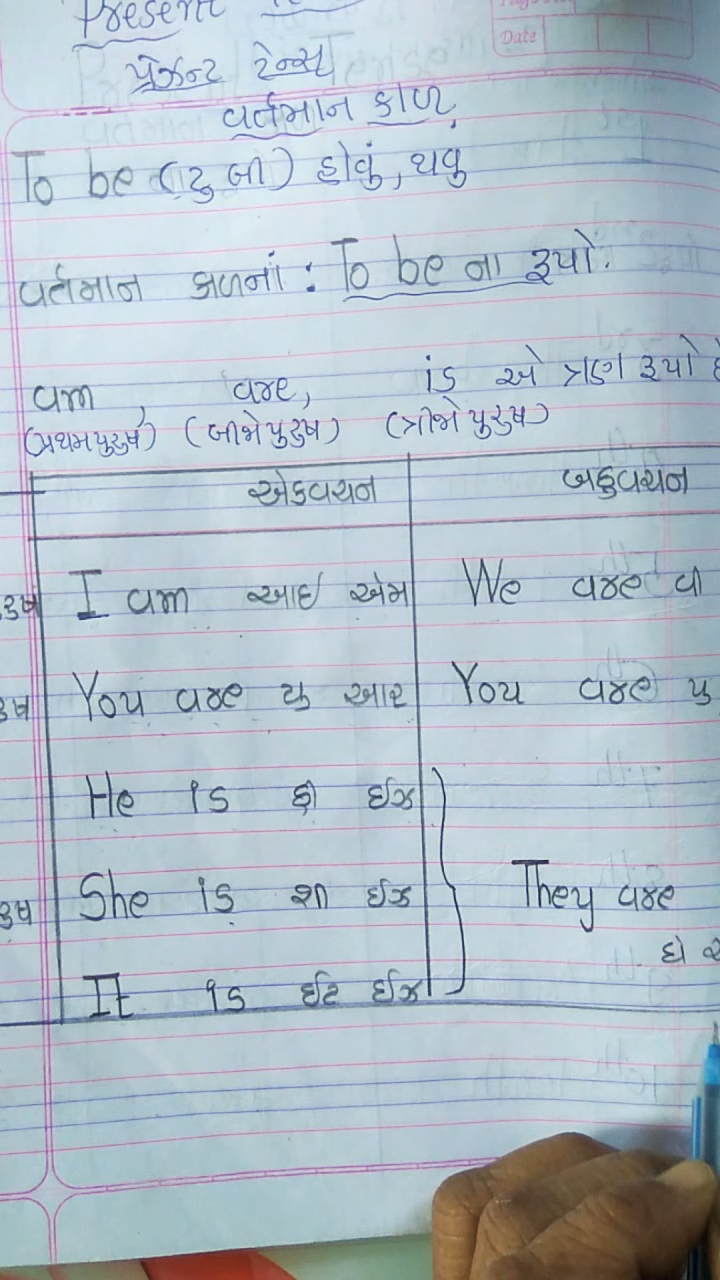 Present
Date
પ્રેઝન્ટ ટેન્સ
વર્તમાન કાળ
To be (ટુ બી) હોવું, થવું
વર્તમાન કાળનાં : To be ના રૂપો.
am, are, is એ ત્રણ રૂપો
(પ્રથમપુરુષ) (બીજોપુરુષ) (ત્રીજોપુરુષ)
એકવચન બહુવચન
I am આઈ એમ We are વી
You are યુ આર You are યુ
He is હી ઈઝ
She is શી ઈઝ They are
ધે
It is ઈટ ઈઝ